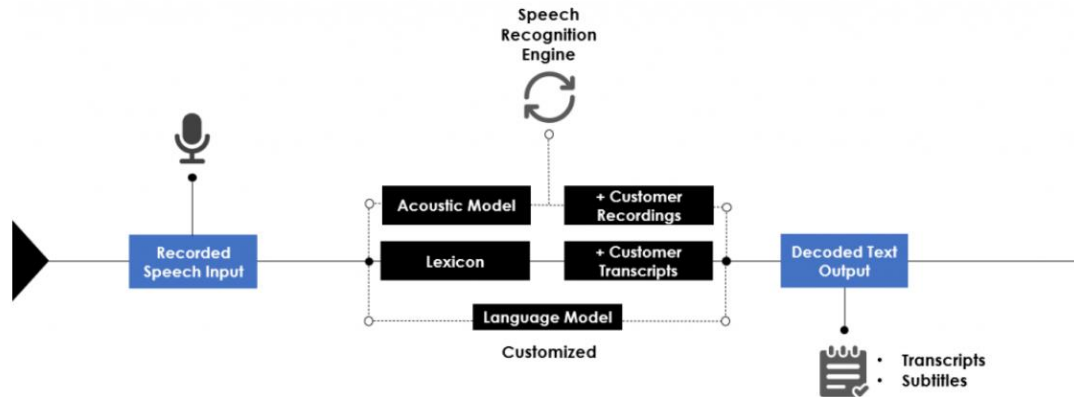 Speech
Recognition
Engine
Recorded
Speech Input
Acoustic Model
+ Customer
Recordings
Lexicon
+ Customer
Transcripts
Language Model
Customized
Decoded Text
Output
• Transcripts
• Subtitles